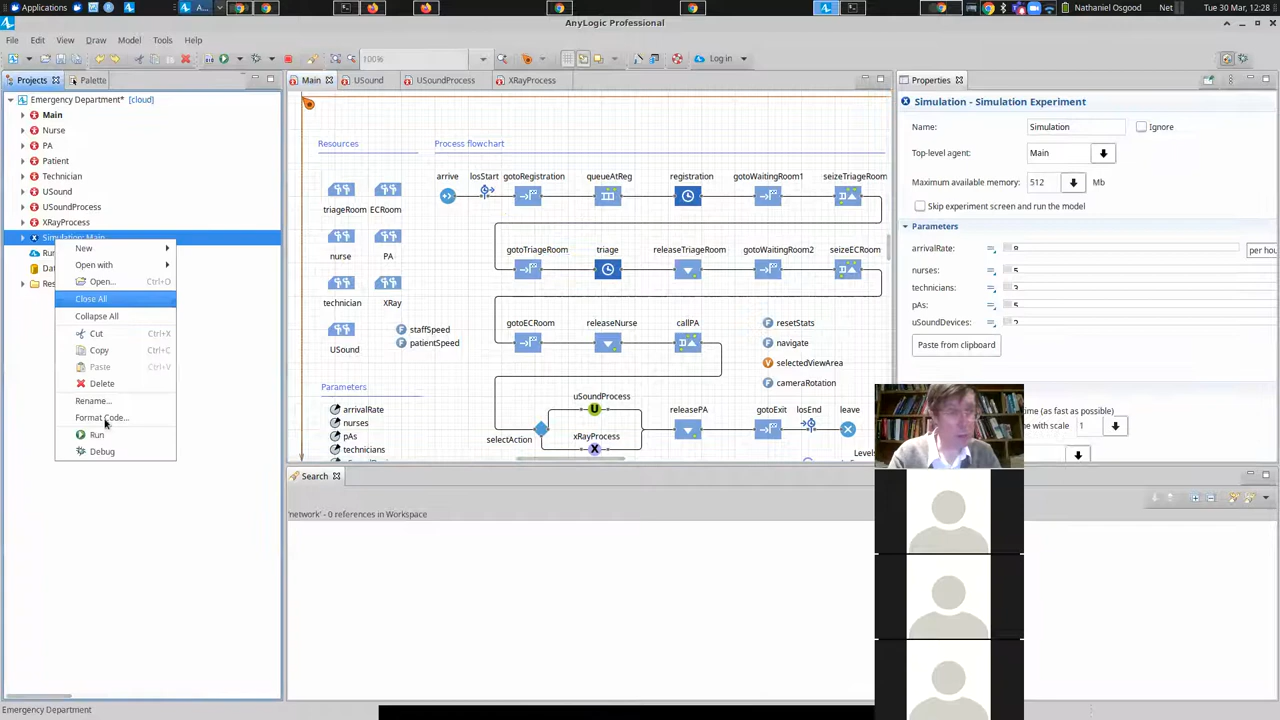 Applications
A...
Nathaniel Osgood
Net
Tue 30 Mar, 12:28
AnyLogic Professional
File Edit View Draw Model Tools Help
100%
Log in
Projects
Palette
Main
USound
USoundProcess
XRayProcess
Properties
Emergency Department* [cloud]
Main
Nurse
PA
Patient
Technician
USound
USoundProcess
XRayProcess
Simulation: Main
New
Open with
Open... Ctrl+O
Close All
Collapse All
Cut Ctrl+X
Copy Ctrl+C
Paste Ctrl+V
Delete
Rename...
Format Code...
Run
Debug
Resources
Process flowchart
arrive
losStart
gotoRegistration
queueAtReg
registration
gotoWaitingRoom1
seizeTriageRoom
triageRoom
ECRoom
nurse
PA
gotoTriageRoom
triage
releaseTriageRoom
gotoWaitingRoom2
seizeECRoom
technician
XRay
USound
staffSpeed
patientSpeed
gotoECRoom
releaseNurse
callPA
resetStats
navigate
selectedViewArea
cameraRotation
Parameters
arrivalRate
nurses
pAs
technicians
selectAction
uSoundProcess
U
xRayProcess
X
releasePA
gotoExit
losEnd
leave
Simulation - Simulation Experiment
Name: Simulation
Ignore
Top-level agent: Main
Maximum available memory: 512 Mb
Skip experiment screen and run the model
Parameters
arrivalRate: 8
nurses: 5
technicians:
pAs: 5
uSoundDevices:
Paste from clipboard
time (as fast as possible)
e with scale 1
Search
'network' - 0 references in Workspace
Emergency Department